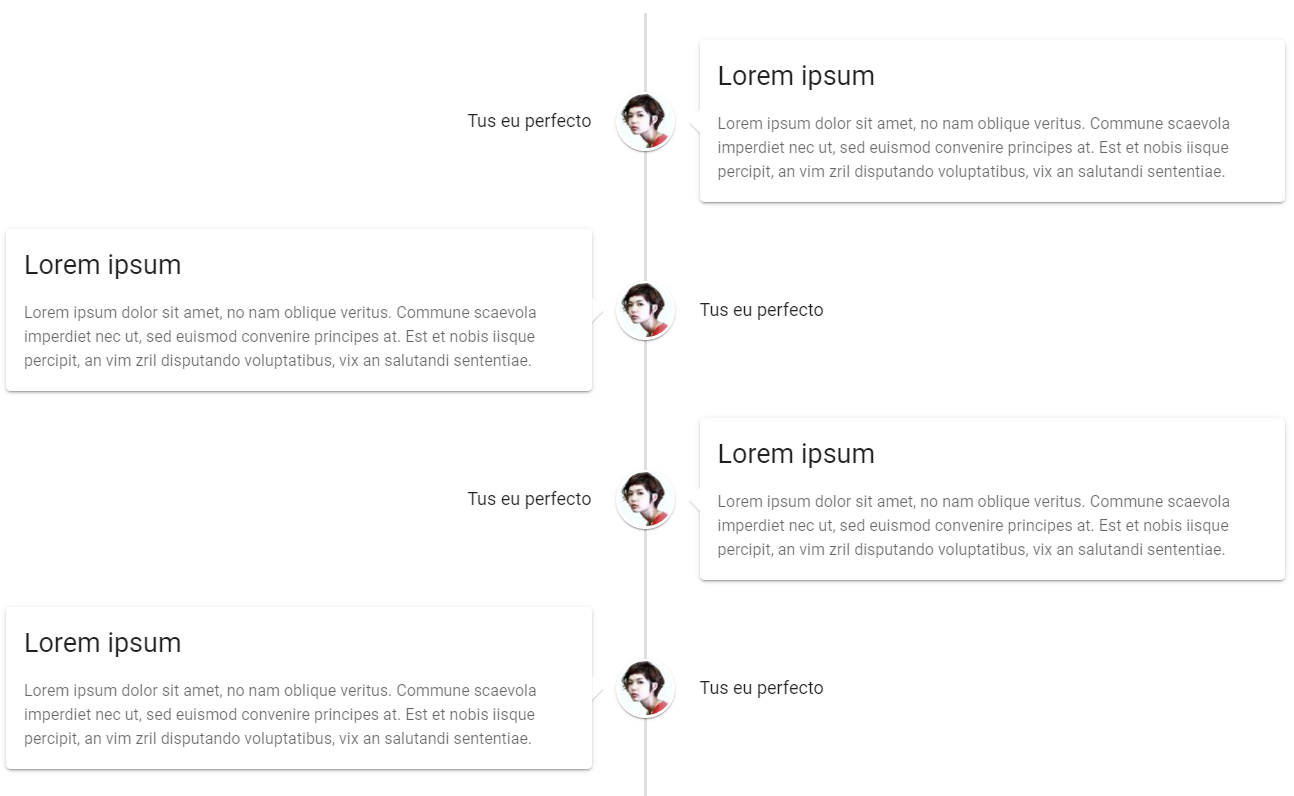 Tus eu perfecto
Lorem ipsum
Lorem ipsum dolor sit amet, no nam oblique veritus. Commune scaevola
imperdiet nec ut, sed euismod convenire principes at. Est et nobis iisque
percipit, an vim zril disputando voluptatibus, vix an salutandi sententiae.
Lorem ipsum
Lorem ipsum dolor sit amet, no nam oblique veritus. Commune scaevola
imperdiet nec ut, sed euismod convenire principes at. Est et nobis iisque
percipit, an vim zril disputando voluptatibus, vix an salutandi sententiae.
Tus eu perfecto
Tus eu perfecto
Lorem ipsum
Lorem ipsum dolor sit amet, no nam oblique veritus. Commune scaevola
imperdiet nec ut, sed euismod convenire principes at. Est et nobis iisque
percipit, an vim zril disputando voluptatibus, vix an salutandi sententiae.
Lorem ipsum
Lorem ipsum dolor sit amet, no nam oblique veritus. Commune scaevola
imperdiet nec ut, sed euismod convenire principes at. Est et nobis iisque
percipit, an vim zril disputando voluptatibus, vix an salutandi sententiae.
Tus eu perfecto